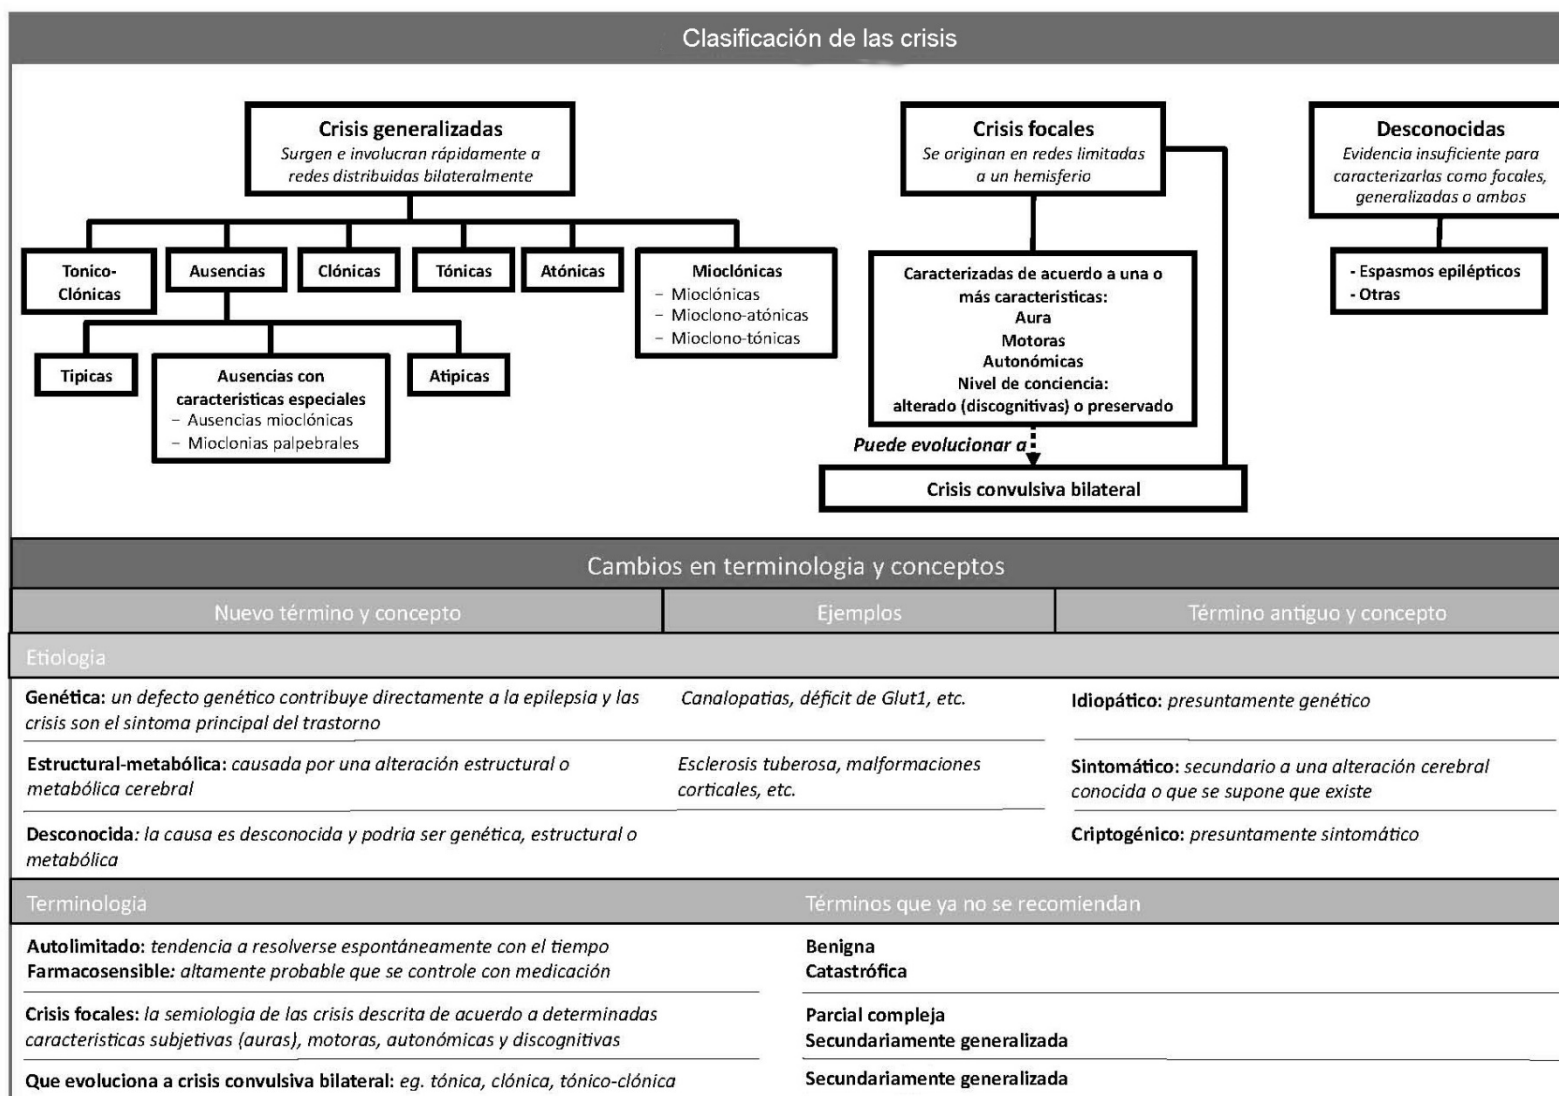 Clasificación de las crisis
Crisis generalizadas
Surgen e involucran rápidamente a
redes distribuidas bilateralmente
Tonico-
Clónicas
Ausencias
Clónicas
Tónicas
Atónicas
Mioclónicas
– Mioclónicas
– Mioclono-atónicas
– Mioclono-tónicas
Tipicas
Ausencias con
caracteristicas especiales
– Ausencias mioclónicas
– Mioclonias palpebrales
Atipicas
Crisis focales
Se originan en redes limitadas
a un hemisferio
Caracterizadas de acuerdo a una o
más caracteristicas:
Aura
Motoras
Autonómicas
Nivel de conciencia:
alterado (discognitivas) o preservado
Puede evolucionar a
Crisis convulsiva bilateral
Desconocidas
Evidencia insuficiente para
caracterizarlas como focales,
generalizadas o ambos
- Espasmos epilépticos
- Otras
Cambios en terminologia y conceptos
Nuevo término y concepto
Ejemplos
Término antiguo y concepto
Etiologia
Genética: un defecto genético contribuye directamente a la epilepsia y las
crisis son el sintoma principal del trastorno
Canalopatias, déficit de Glut1, etc.
Idiopático: presuntamente genético
Estructural-metabólica: causada por una alteración estructural o
metabólica cerebral
Esclerosis tuberosa, malformaciones
corticales, etc.
Sintomático: secundario a una alteración cerebral
conocida o que se supone que existe
Desconocida: la causa es desconocida y podria ser genética, estructural o
metabólica
Criptogénico: presuntamente sintomático
Terminologia
Términos que ya no se recomiendan
Autolimitado: tendencia a resolverse espontáneamente con el tiempo
Farmacosensible: altamente probable que se controle con medicación
Benigna
Catastrófica
Crisis focales: la semiologia de las crisis descrita de acuerdo a determinadas
caracteristicas subjetivas (auras), motoras, autonómicas y discognitivas
Parcial compleja
Secundariamente generalizada
Que evoluciona a crisis convulsiva bilateral: eg. tónica, clónica, tónico-clónica
Secundariamente generalizada